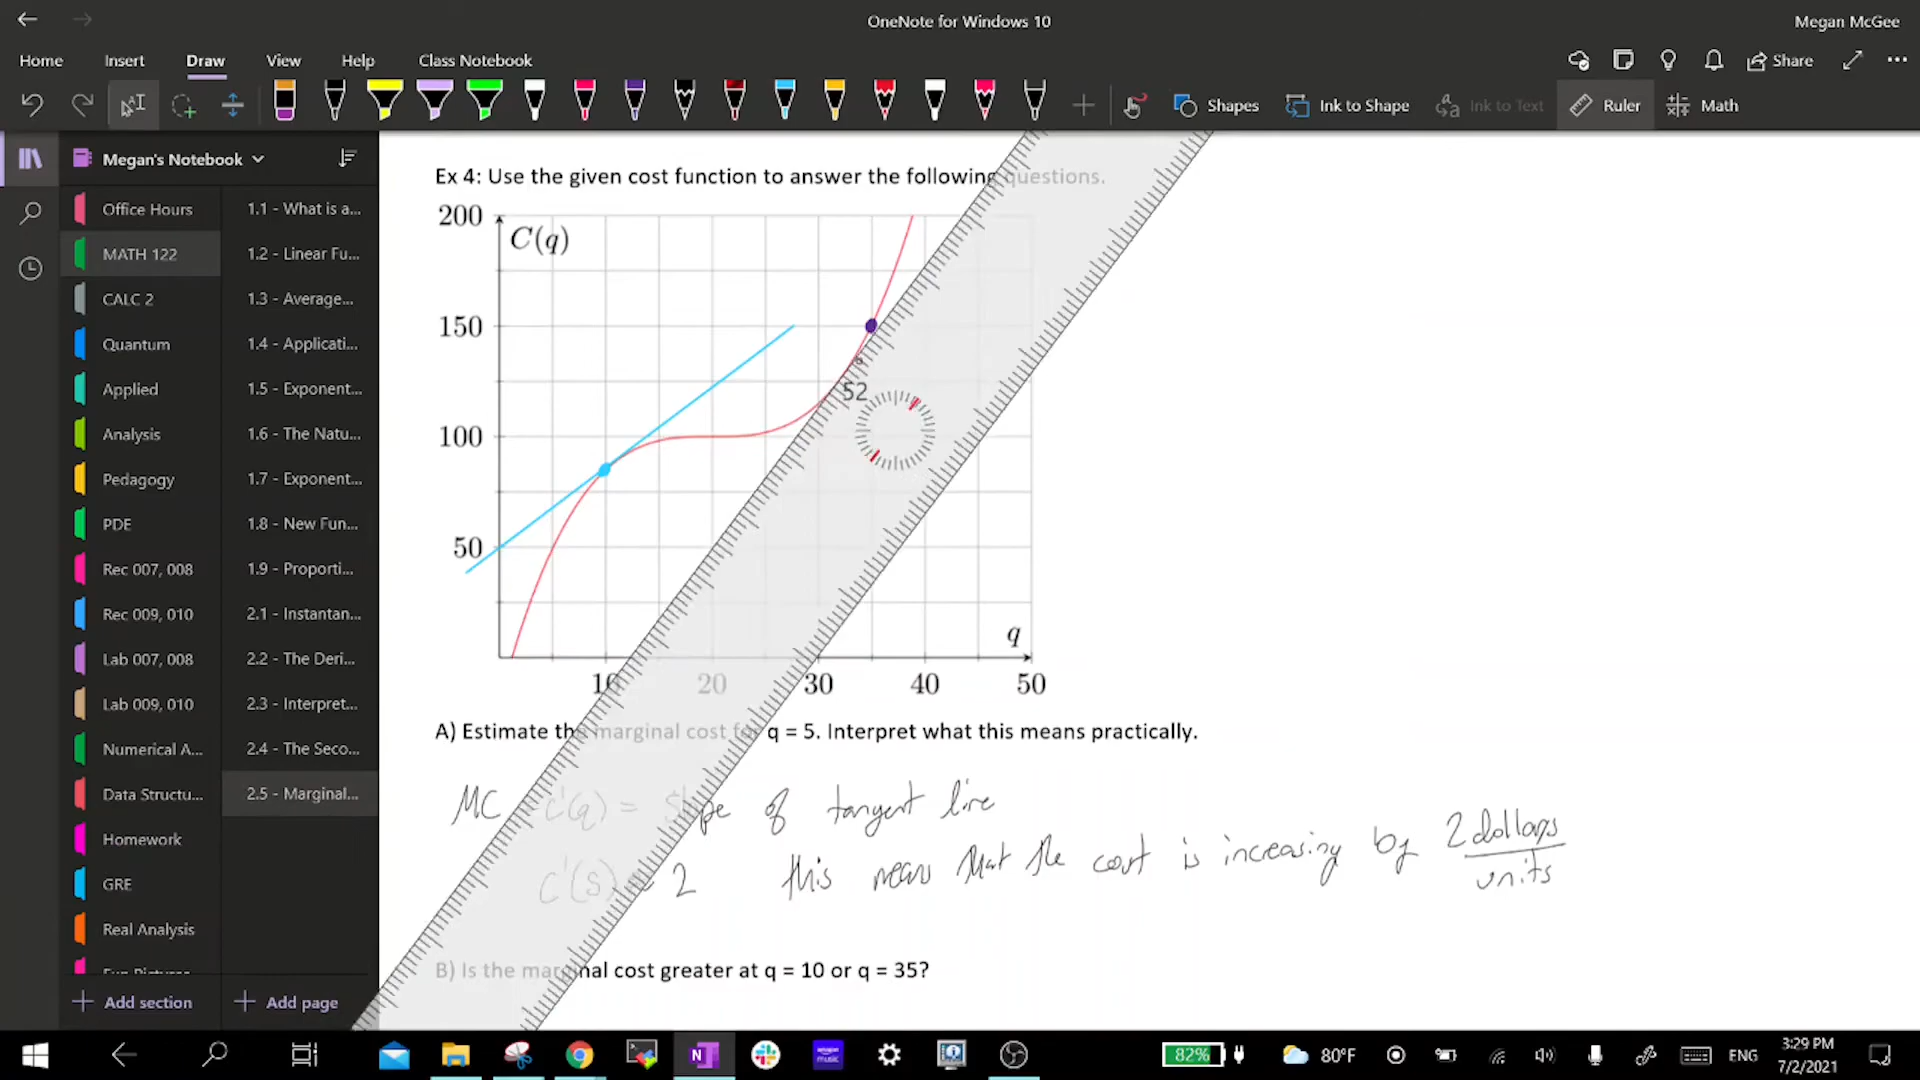 OneNote for Windows 10
Megan McGee
Home
Insert
Draw
View
Help
Class Notebook
Share
Shapes
Ink to Shape
Ink to Text
Ruler
Math
Megan's Notebook
Office Hours
MATH 122
CALC 2
Quantum
Applied
Analysis
Pedagogy
PDE
Rec 007, 008
Rec 009, 010
Lab 007, 008
Lab 009, 010
Numerical A...
Data Structu...
Homework
GRE
Real Analysis
Add section
1.1 - What is a...
1.2 - Linear Fu...
1.3 - Average...
1.4 - Applicati...
1.5 - Exponent...
1.6 - The Natu...
1.7 - Exponent...
1.8 - New Fun...
1.9 - Proporti...
2.1 - Instantan...
2.2 - The Deri...
2.3 - Interpret...
2.4 - The Seco...
2.5 - Marginal...
Add page
Ex 4: Use the given cost function to answer the following questions.
200
C(q)
150
52°
100
50
q
10 20 30 40 50
A) Estimate the marginal cost for q = 5. Interpret what this means practically.
MC = C'(q) = Slope of tangent line
C'(5) ≈ 2 this means that the cost is increasing by 2 dollars
units
B) Is the marginal cost greater at q = 10 or q = 35?
82%
80°F
ENG
3:29 PM
7/2/2021